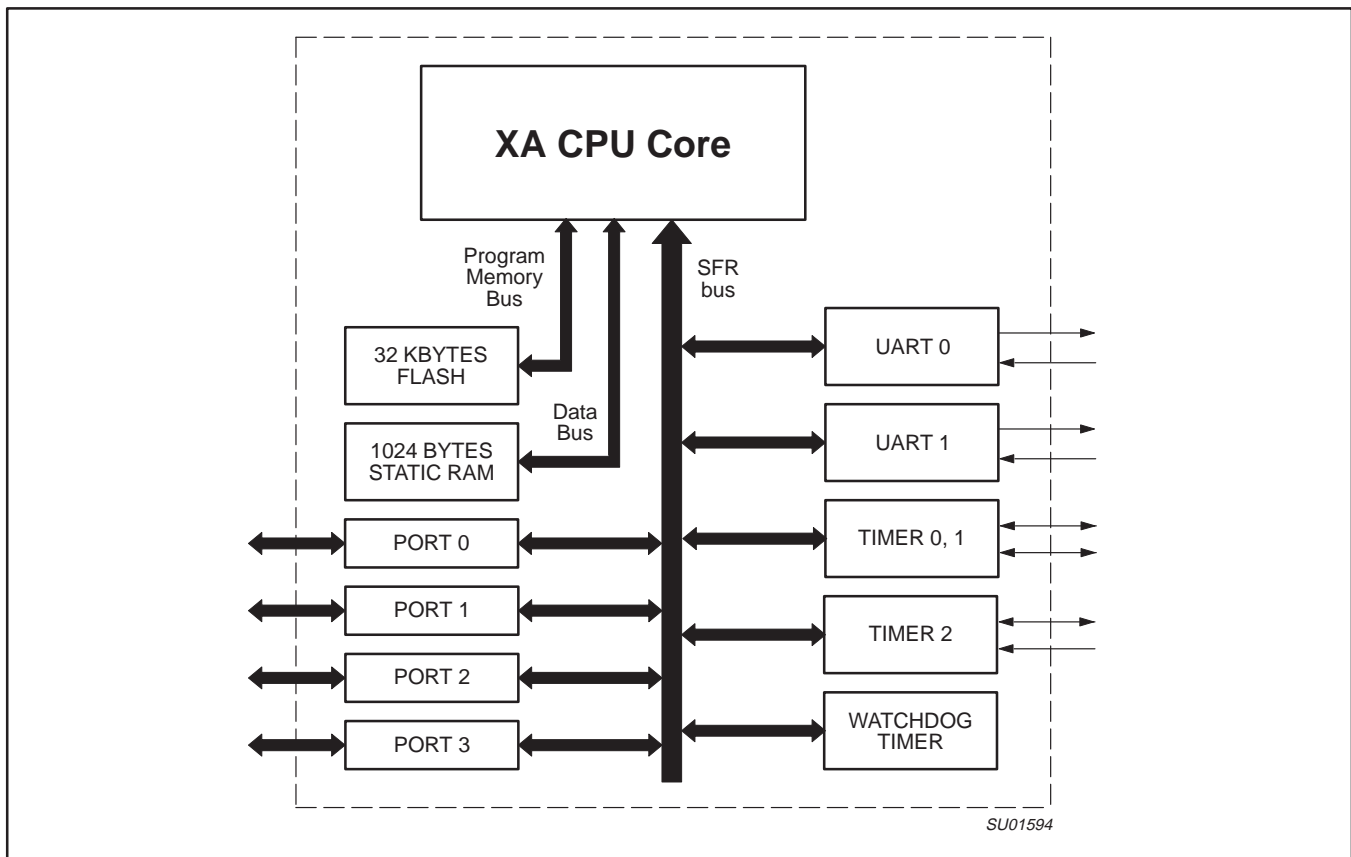 XA CPU Core
Program
Memory
Bus
SFR
bus
32 KBYTES
FLASH
Data
Bus
1024 BYTES
STATIC RAM
PORT 0
PORT 1
PORT 2
PORT 3
UART 0
UART 1
TIMER 0, 1
TIMER 2
WATCHDOG
TIMER
SU01594